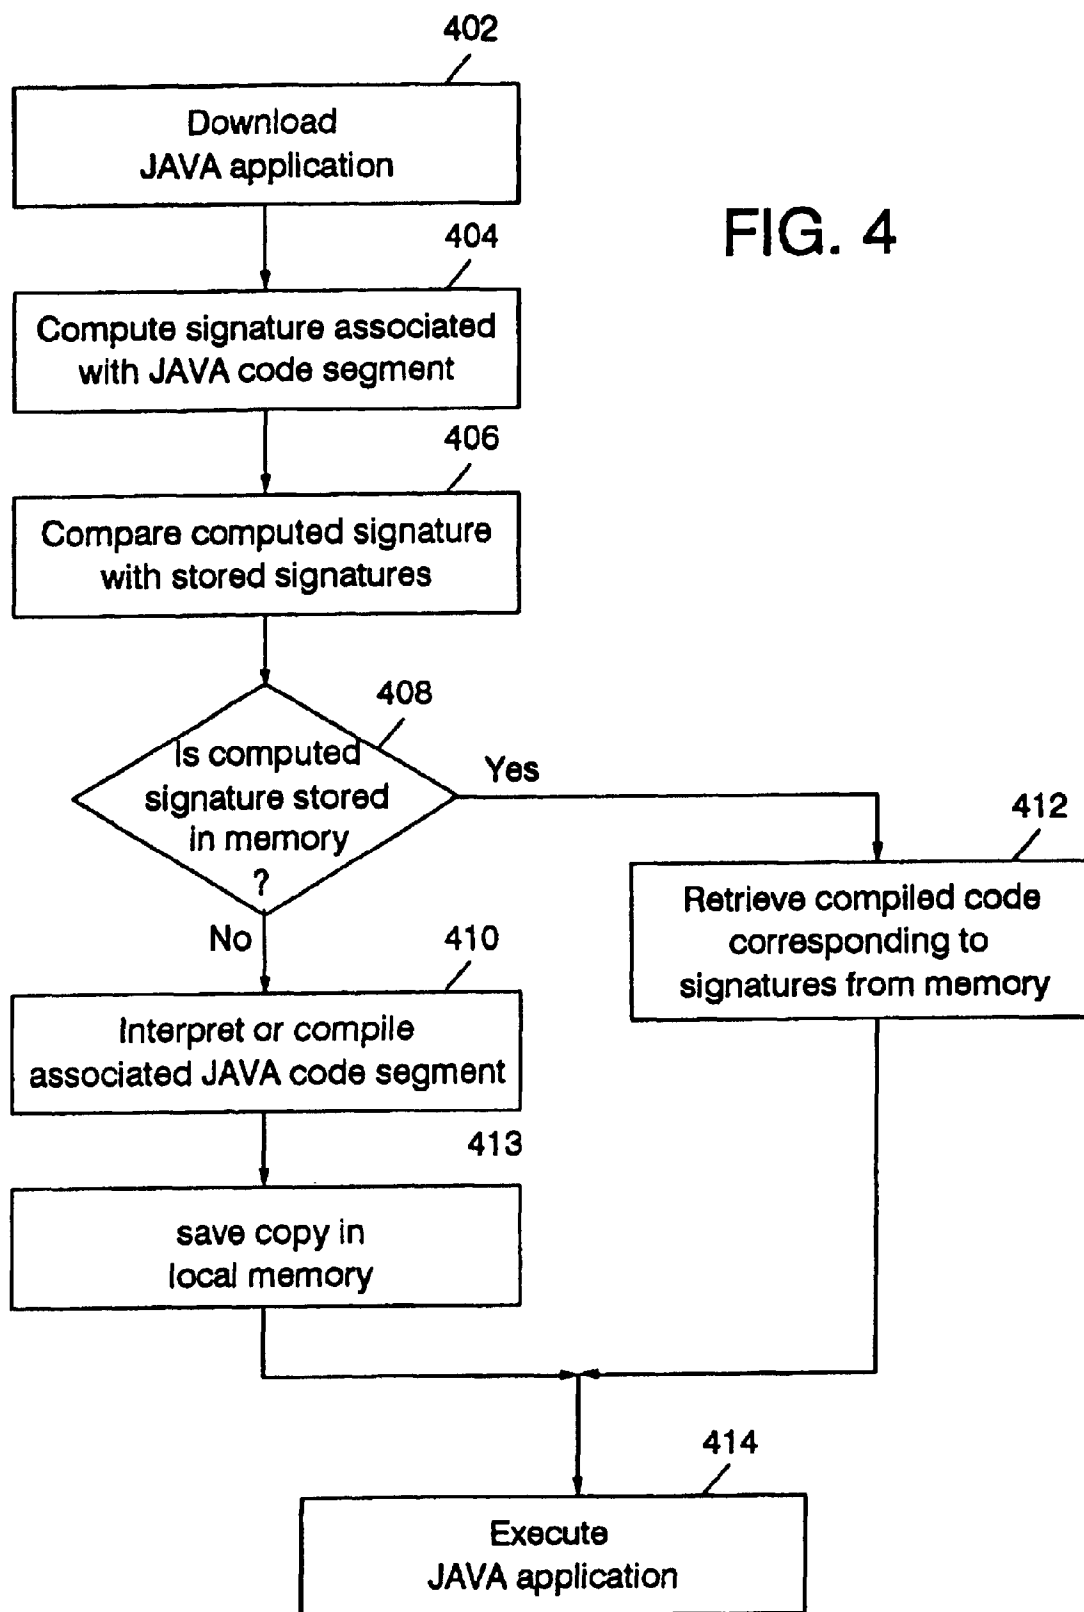 402
Download
JAVA application
FIG. 4
404
Compute signature associated
with JAVA code segment
406
Compare computed signature
with stored signatures
408
Is computed
signature stored
in memory
?
Yes
No
412
Retrieve compiled code
corresponding to
signatures from memory
410
Interpret or compile
associated JAVA code segment
413
save copy in
local memory
414
Execute
JAVA application